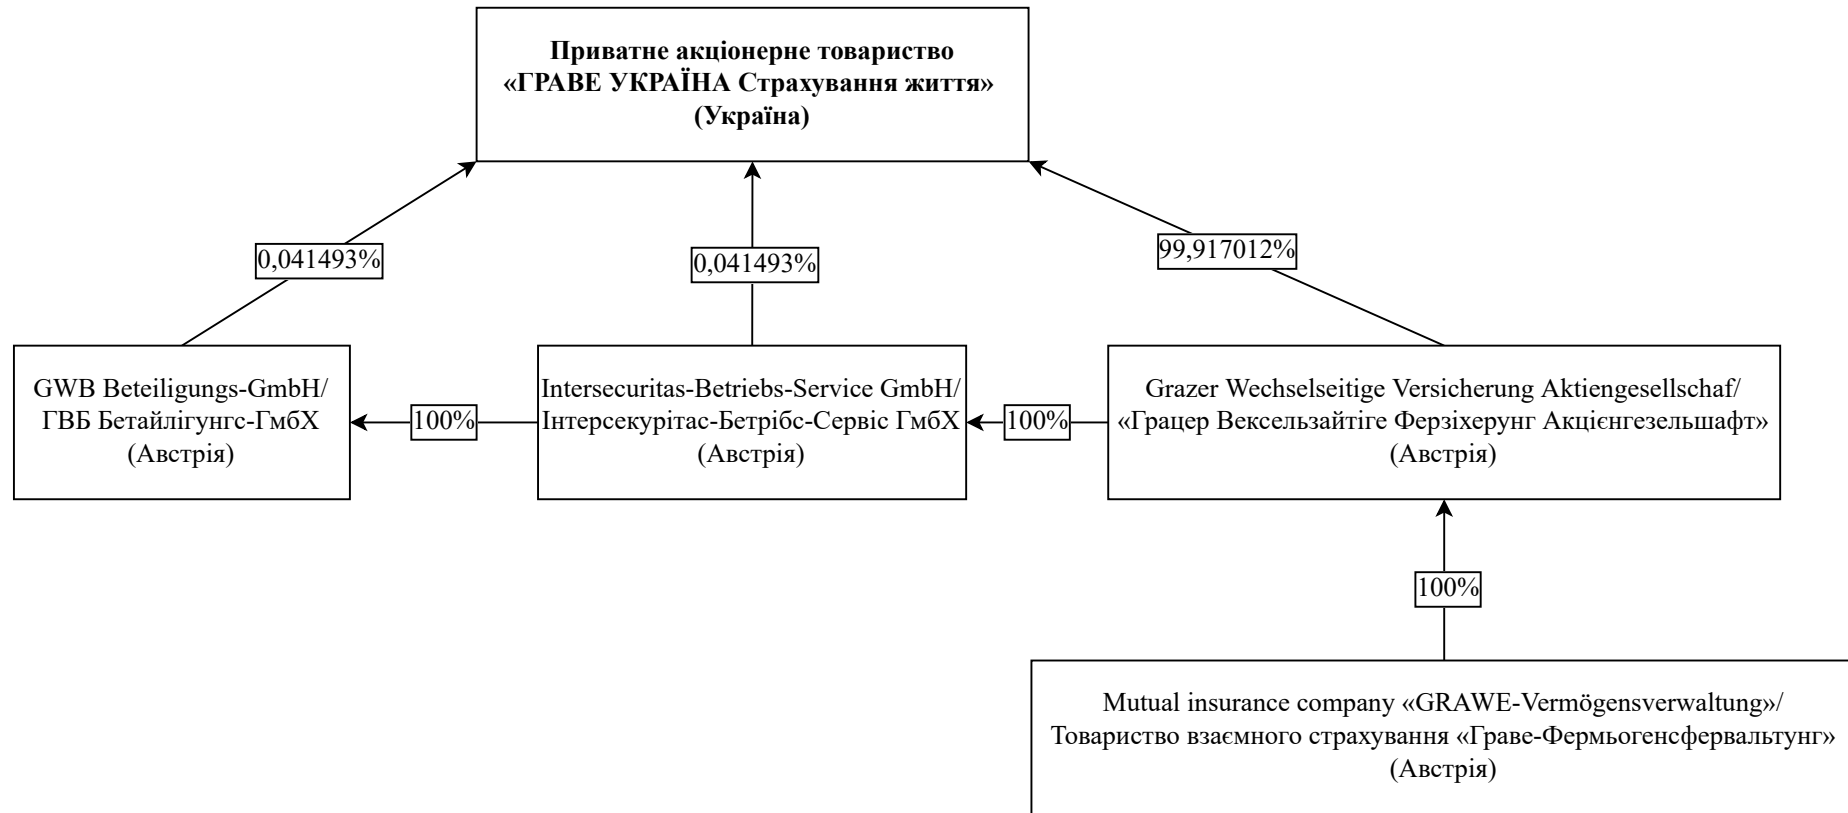 Приватне акціонерне товариство
«ГРАВЕ УКРАЇНА Страхування життя»
(Україна)
0,041493%
0,041493%
99,917012%
GWB Beteiligungs-GmbH/
ГВБ Бетайлігунгс-ГмбХ
(Австрія)
100%
Intersecuritas-Betriebs-Service GmbH/
Інтерсекурітас-Бетрібс-Сервіс ГмбХ
(Австрія)
100%
Grazer Wechselseitige Versicherung Aktiengesellschaf/
«Грацер Вексельзайтіге Ферзіхерунг Акцієнгезельшафт»
(Австрія)
100%
Mutual insurance company «GRAWE-Vermögensverwaltung»/
Товариство взаємного страхування «Граве-Фермьогенсфервальтунг»
(Австрія)